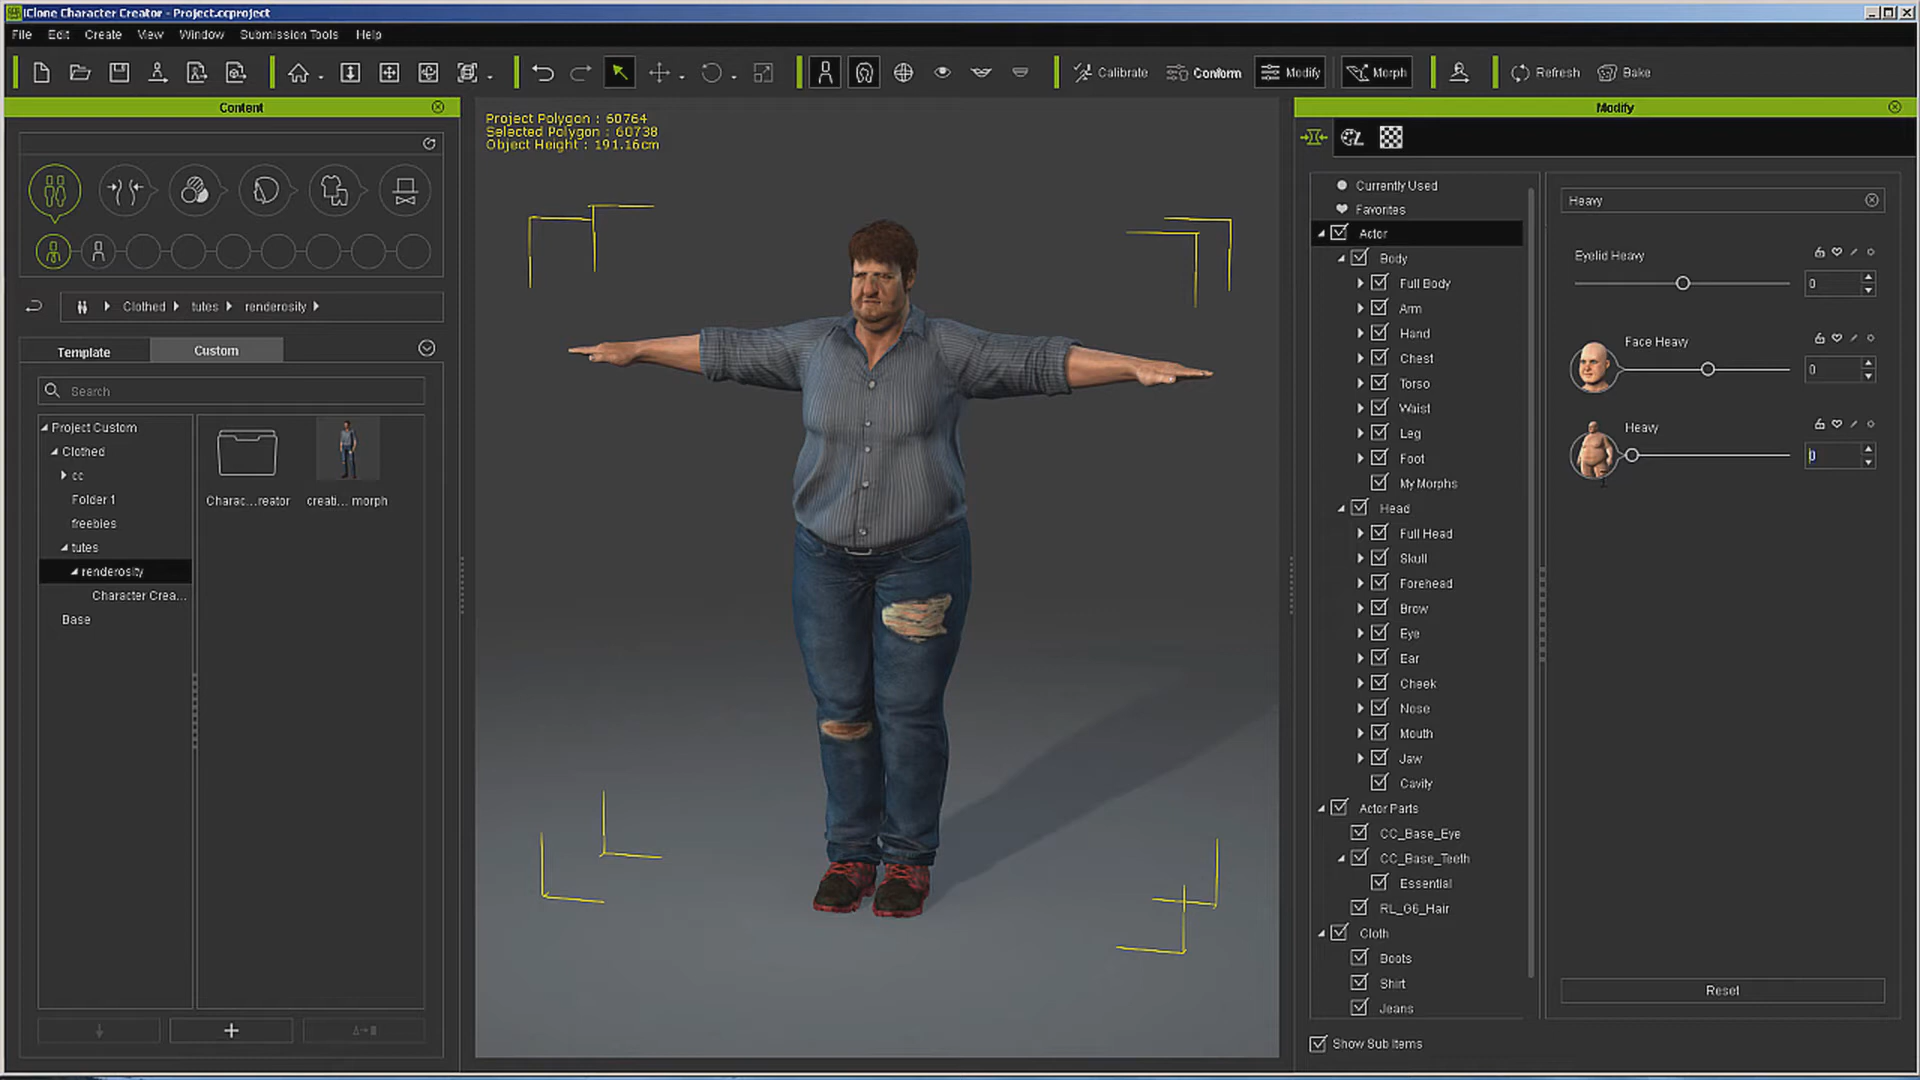 iClone Character Creator - Project.ccproject
File Edit Create View Window Submission Tools Help
Calibrate Conform Modify Morph Refresh Bake
Content
Clothed tutes renderosity
Template Custom
Search
Project Custom
Clothed
cc
Folder 1
freebies
tutes
renderosity
Character Crea...
Base
Charac...reator creati... morph
Project Polygon : 60764
Selected Polygon : 60738
Object Height : 191.16cm
Modify
Currently Used
Favorites
Actor
Body
Full Body
Arm
Hand
Chest
Torso
Waist
Leg
Foot
My Morphs
Head
Full Head
Skull
Forehead
Brow
Eye
Ear
Cheek
Nose
Mouth
Jaw
Cavity
Actor Parts
CC_Base_Eye
CC_Base_Teeth
Essential
RL_G6_Hair
Cloth
Boots
Shirt
Jeans
Show Sub Items
Heavy
Eyelid Heavy
0
Face Heavy
0
Heavy
0
Reset